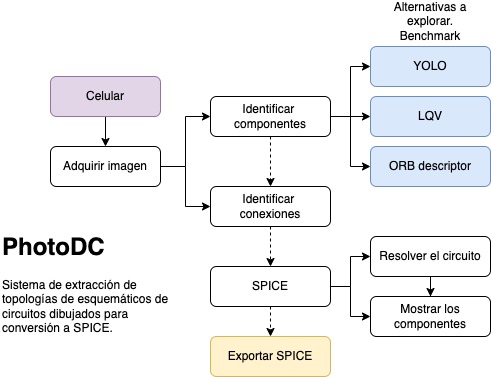 Alternativas a
explorar.
Benchmark
YOLO
Celular
Identificar
componentes
LQV
Adquirir imagen
ORB descriptor
Identificar
conexiones
PhotoDC
Sistema de extracción de
topologías de esquemáticos de
circuitos dibujados para
conversión a SPICE.
SPICE
Resolver el circuito
Mostrar los
componentes
Exportar SPICE